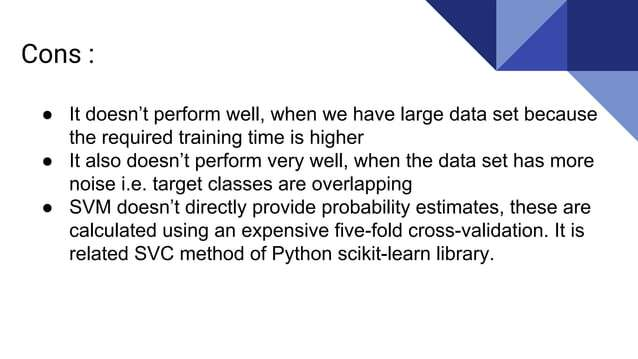 Cons :
● It doesn’t perform well, when we have large data set because
the required training time is higher
● It also doesn’t perform very well, when the data set has more
noise i.e. target classes are overlapping
● SVM doesn’t directly provide probability estimates, these are
calculated using an expensive five-fold cross-validation. It is
related SVC method of Python scikit-learn library.